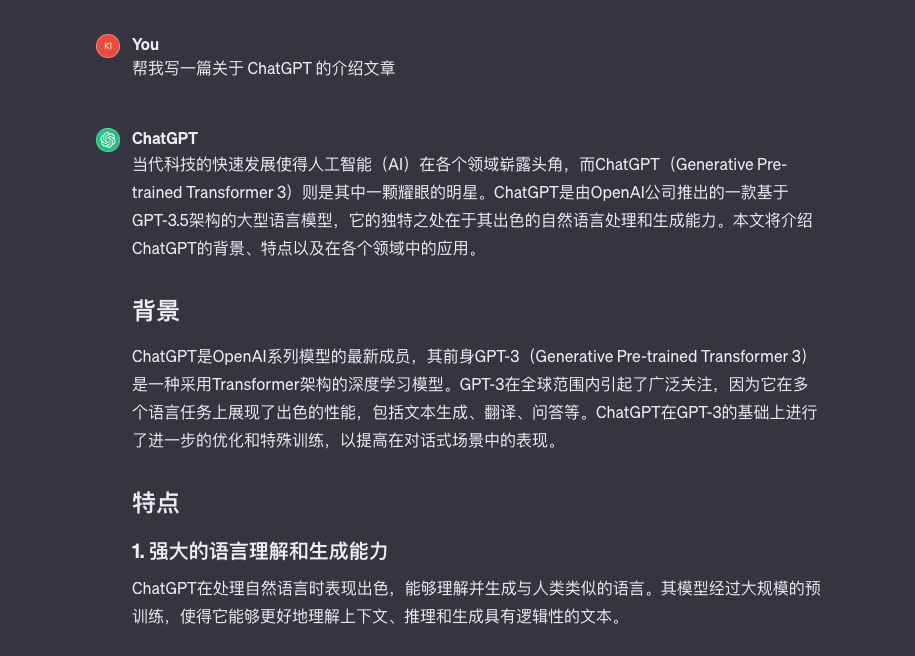 KI
You
帮我写一篇关于 ChatGPT 的介绍文章
ChatGPT
当代科技的快速发展使得人工智能（AI）在各个领域崭露头角，而ChatGPT（Generative Pre-
trained Transformer 3）则是其中一颗耀眼的明星。ChatGPT是由OpenAI公司推出的一款基于
GPT-3.5架构的大型语言模型，它的独特之处在于其出色的自然语言处理和生成能力。本文将介绍
ChatGPT的背景、特点以及在各个领域中的应用。
背景
ChatGPT是OpenAI系列模型的最新成员，其前身GPT-3（Generative Pre-trained Transformer 3）
是一种采用Transformer架构的深度学习模型。GPT-3在全球范围内引起了广泛关注，因为它在多
个语言任务上展现了出色的性能，包括文本生成、翻译、问答等。ChatGPT在GPT-3的基础上进行
了进一步的优化和特殊训练，以提高在对话式场景中的表现。
特点
1. 强大的语言理解和生成能力
ChatGPT在处理自然语言时表现出色，能够理解并生成与人类类似的语言。其模型经过大规模的预
训练，使得它能够更好地理解上下文、推理和生成具有逻辑性的文本。